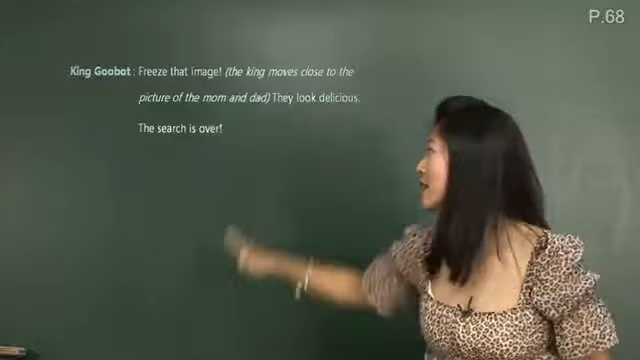 P.68
King Goobot : Freeze that image! (the king moves close to the
picture of the mom and dad) They look delicious.
The search is over!